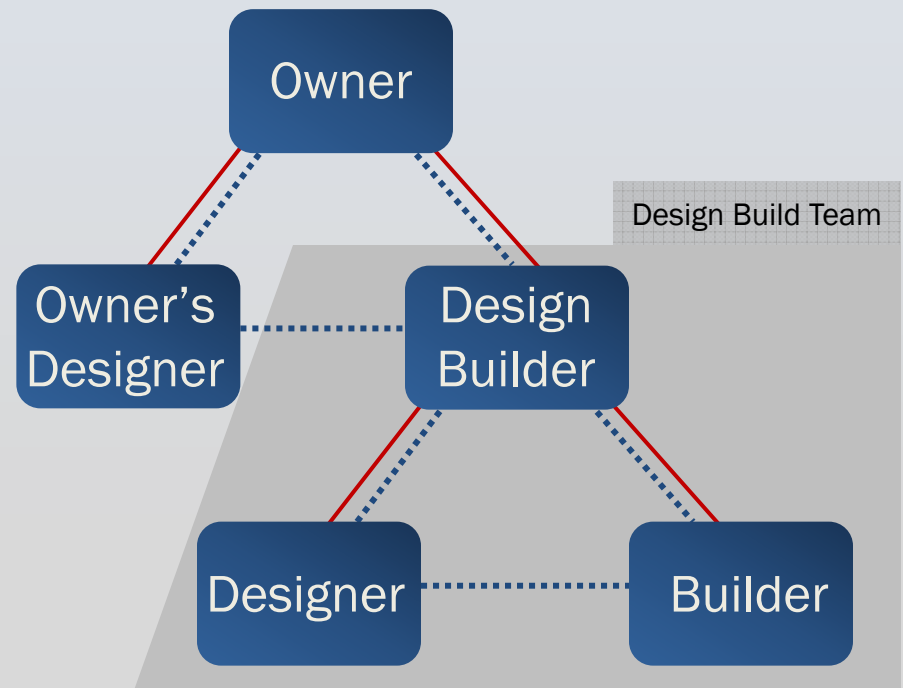 Owner
Design Build Team
Owner's
Designer
Design
Builder
Designer
Builder